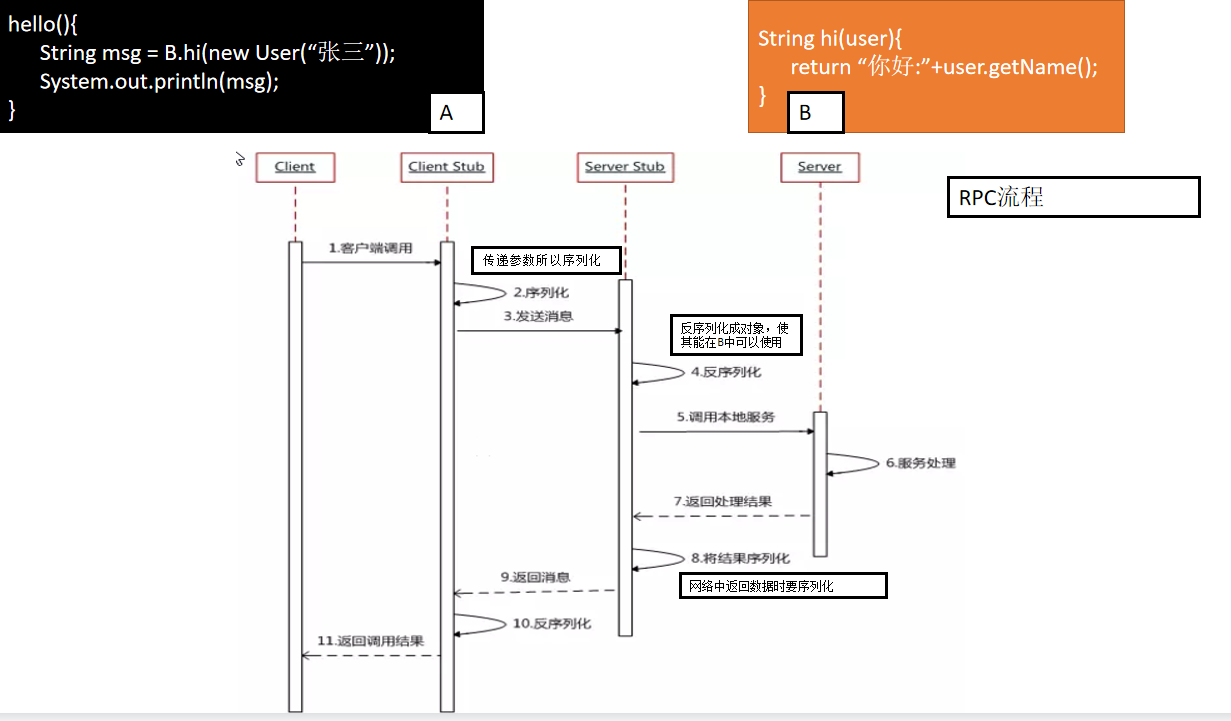 hello(){
String msg = B.hi(new User(“张三”));
System.out.println(msg);
}
A
String hi(user){
return “你好:”+user.getName();
}
B
Client
Client Stub
Server Stub
Server
RPC流程
1.客户端调用
传递参数所以序列化
2.序列化
3.发送消息
反序列化成对象，使
其能在B中可以使用
4.反序列化
5.调用本地服务
6.服务处理
7.返回处理结果
8.将结果序列化
9.返回消息
网络中返回数据时要序列化
10.反序列化
11.返回调用结果